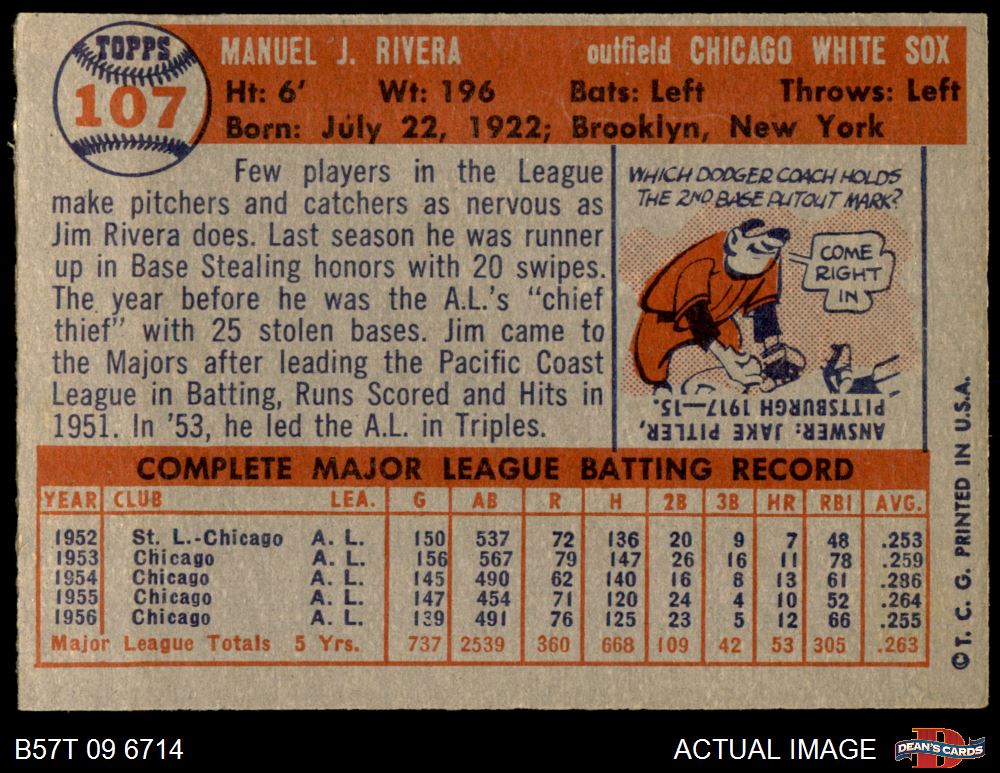 TOPPS
107
MANUEL J. RIVERA outfield CHICAGO WHITE SOX
Ht: 6' Wt: 196 Bats: Left Throws: Left
Born: July 22, 1922; Brooklyn, New York
Few players in the League
make pitchers and catchers as nervous as
Jim Rivera does. Last season he was runner
up in Base Stealing honors with 20 swipes.
The year before he was the A.L.'s "chief
thief" with 25 stolen bases. Jim came to
the Majors after leading the Pacific Coast
League in Batting, Runs Scored and Hits in
1951. In '53, he led the A.L. in Triples.
WHICH DODGER COACH HOLDS
THE 2ND BASE PUTOUT MARK?
COME
RIGHT
IN
ANSWER: JAKE PITLER,
PITTSBURGH 1917—15.
COMPLETE MAJOR LEAGUE BATTING RECORD
YEAR CLUB LEA. G AB R H 2B 3B HR RBI AVG.
1952 St. L.-Chicago A. L. 150 537 72 136 20 9 7 48 .253
1953 Chicago A. L. 156 567 79 147 26 16 11 78 .259
1954 Chicago A. L. 145 490 62 140 16 8 13 61 .286
1955 Chicago A. L. 147 454 71 120 24 4 10 52 .264
1956 Chicago A. L. 139 491 76 125 23 5 12 66 .255
Major League Totals 5 Yrs. 737 2539 360 668 109 42 53 305 .263
© T. C. G. PRINTED IN U.S.A.
B57T 09 6714
ACTUAL IMAGE
D
DEAN'S CARDS